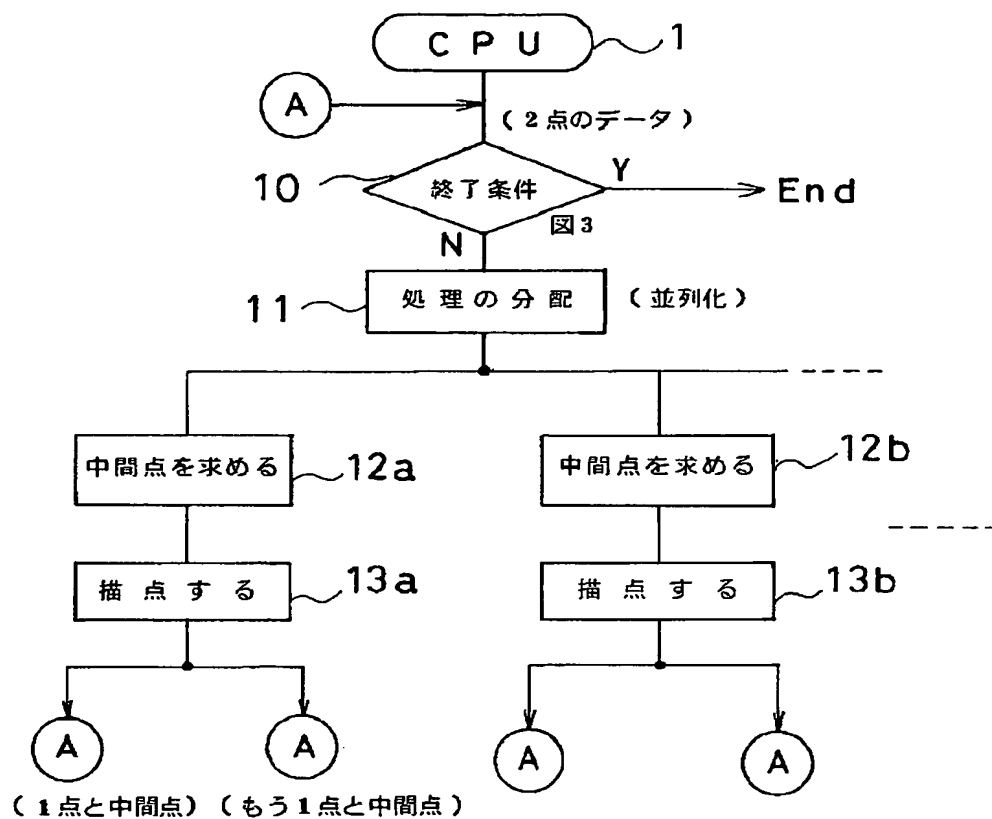 CPU
1
A
(2点のデータ)
10
終了条件
Y
End
図3
N
11
処理の分配
(並列化)
中間点を求める
12a
中間点を求める
12b
描点する
13a
描点する
13b
A
A
A
A
(1点と中間点)
(もう1点と中間点)